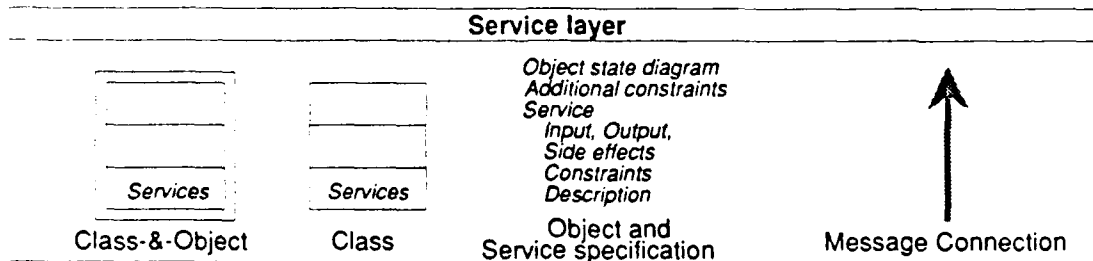 Service layer
Object state diagram
Additional constraints
Service
Input, Output,
Side effects
Constraints
Description
Services
Services
Class-&-Object
Class
Object and
Service specification
Message Connection